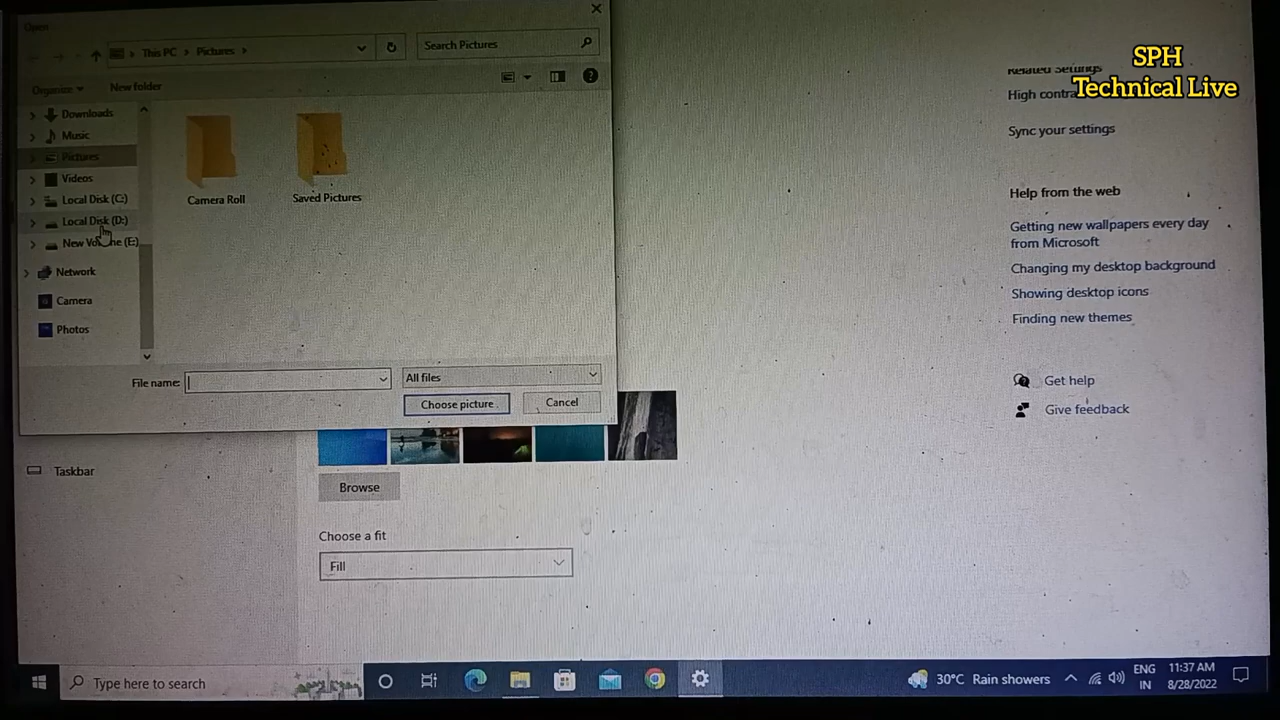 Open
This PC > Pictures >
Search Pictures
Organize
New folder
Downloads
Music
Pictures
Videos
Local Disk (C:)
Local Disk (D:)
New Volume (E:)
Network
Camera
Photos
Camera Roll
Saved Pictures
File name:
All files
Choose picture
Cancel
SPH
Technical Live
Related Settings
High contra
Sync your settings
Help from the web
Getting new wallpapers every day
from Microsoft
Changing my desktop background
Showing desktop icons
Finding new themes
Get help
Give feedback
Taskbar
Browse
Choose a fit
Fill
Type here to search
30°C Rain showers
ENG
IN
11:37 AM
8/28/2022